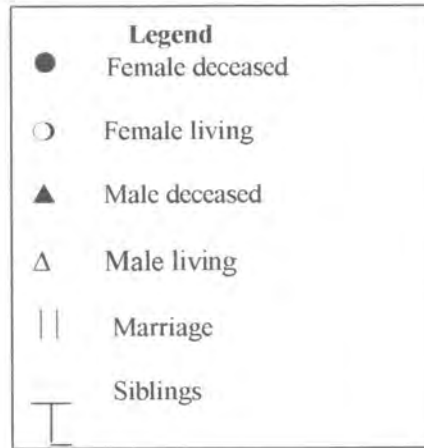 Legend
Female deceased
Female living
Male deceased
Male living
Marriage
Siblings